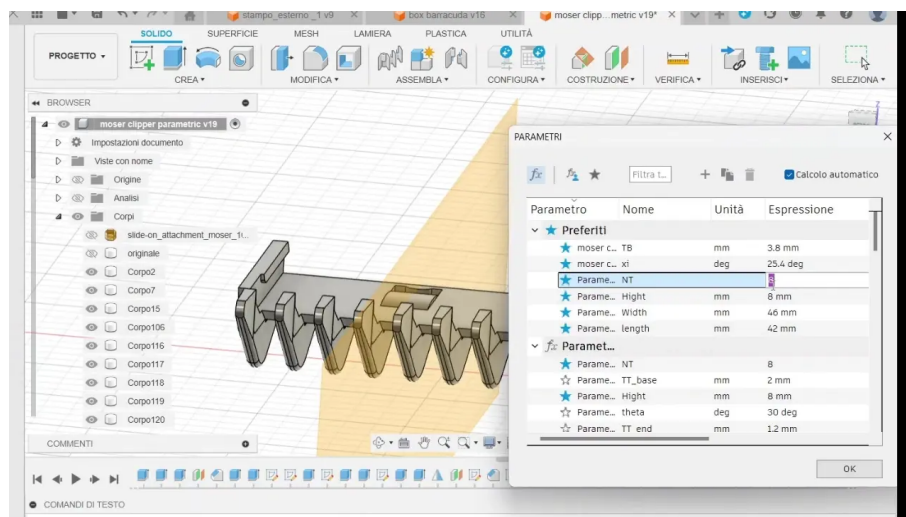 stampo_esterno _1 v9
box barracuda v16
moser clipp...metric v19*
SOLIDO
SUPERFICIE
MESH
LAMIERA
PLASTICA
UTILITÀ
PROGETTO
CREA
MODIFICA
ASSEMBLA
CONFIGURA
COSTRUZIONE
VERIFICA
INSERISCI
SELEZIONA
BROWSER
moser clipper parametric v19
Impostazioni documento
Viste con nome
Origine
Analisi
Corpi
slide-on_attachment_moser_1(...
originale
Corpo2
Corpo7
Corpo15
Corpo106
Corpo116
Corpo117
Corpo118
Corpo119
Corpo120
COMMENTI
COMANDI DI TESTO
PARAMETRI
fx
Filtra t...
Calcolo automatico
Parametro Nome Unità Espressione
Preferiti
moser c... TB mm 3.8 mm
moser c... xi deg 25.4 deg
Parame... NT 8
Parame... Hight mm 8 mm
Parame... Width mm 46 mm
Parame... length mm 42 mm
fx Paramet...
Parame... NT 8
Parame... TT_base mm 2 mm
Parame... Hight mm 8 mm
Parame... theta deg 30 deg
Parame... TT_end mm 1.2 mm
OK